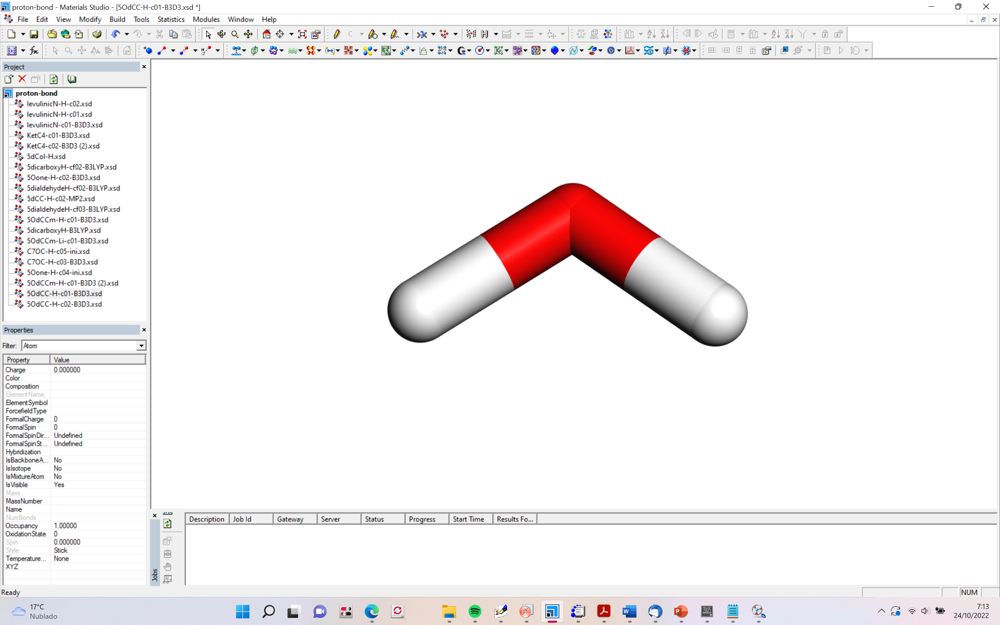 proton-bond - Materials Studio - [5OdCC-H-c01-B3D3.xsd *]
File Edit View Modify Build Tools Statistics Modules Window Help
Project
proton-bond
levulinicN-H-c02.xsd
levulinicN-H-c01.xsd
levulinicN-c01-B3D3.xsd
KetC4-c01-B3D3.xsd
KetC4-c02-B3D3 (2).xsd
5dCol-H.xsd
5dicarboxyH-cf02-B3LYP.xsd
5Oone-H-c02-B3D3.xsd
5dialdehydeH-cf02-B3LYP.xsd
5dCC-H-c02-MP2.xsd
5dialdehydeH-cf03-B3LYP.xsd
5OdCCm-H-c01-B3D3.xsd
5dicarboxyH-B3LYP.xsd
5OdCCm-Li-c01-B3D3.xsd
C7OC-H-c05-ini.xsd
C7OC-H-c03-B3D3.xsd
5Oone-H-c04-ini.xsd
5OdCCm-H-c01-B3D3 (2).xsd
5OdCC-H-c01-B3D3.xsd
5OdCC-H-c02-B3D3.xsd
Properties
Filter: Atom
Property Value
Charge 0.000000
Color
Composition
ElementName
ElementSymbol
ForcefieldType
FormalCharge 0
FormalSpin 0
FormalSpinDir... Undefined
FormalSpinSt... Undefined
Hybridization
IsBackboneA... No
IsIsotope No
IsMixtureAtom No
IsVisible Yes
Mass
MassNumber
Name
NumBonds
Occupancy 1.00000
OxidationState 0
Spin 0.000000
Style Stick
Temperature... None
XYZ
Jobs
Description Job Id Gateway Server Status Progress Start Time Results Fo...
Ready
NUM
17°C
Nublado
7:13
24/10/2022